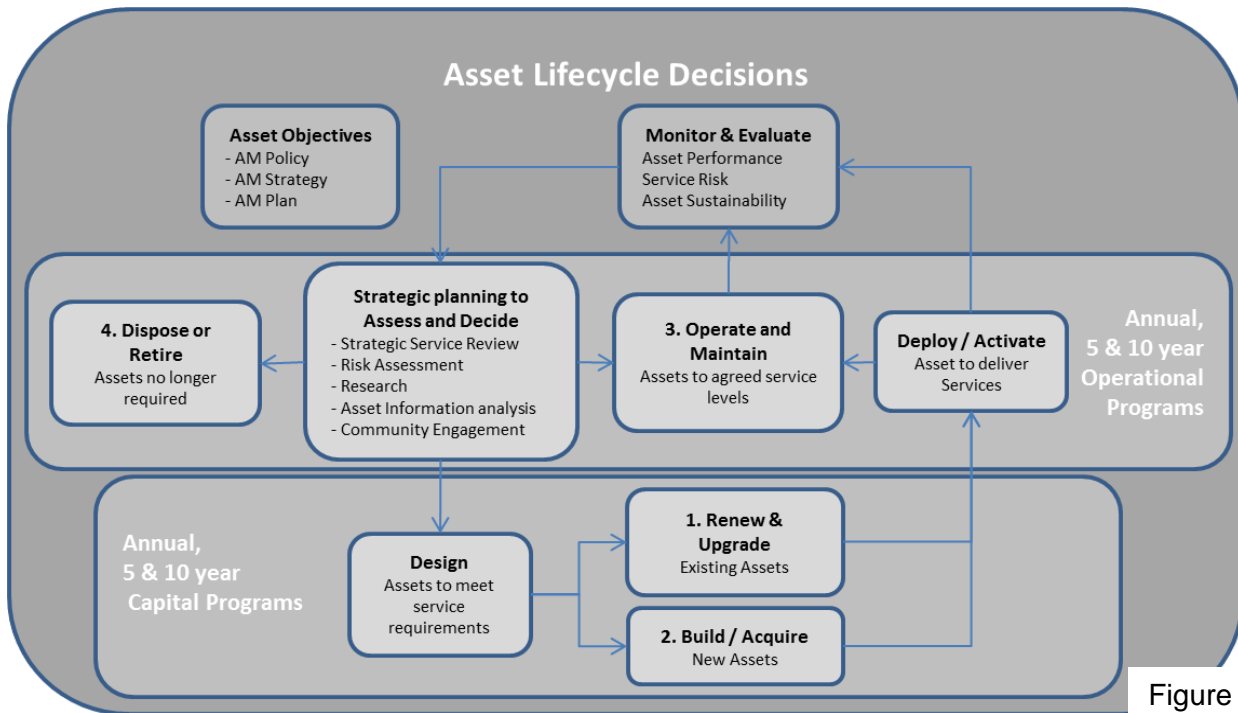 Asset Lifecycle Decisions
Asset Objectives
- AM Policy
- AM Strategy
- AM Plan
Monitor & Evaluate
Asset Performance
Service Risk
Asset Sustainability
4. Dispose or
Retire
Assets no longer
required
Strategic planning to
Assess and Decide
- Strategic Service Review
- Risk Assessment
- Research
- Asset Information analysis
- Community Engagement
3. Operate and
Maintain
Assets to agreed service
levels
Deploy / Activate
Asset to deliver
Services
Annual,
5 & 10 year
Operational
Programs
Annual,
5 & 10 year
Capital Programs
Design
Assets to meet
service
requirements
1. Renew &
Upgrade
Existing Assets
2. Build / Acquire
New Assets
Figure